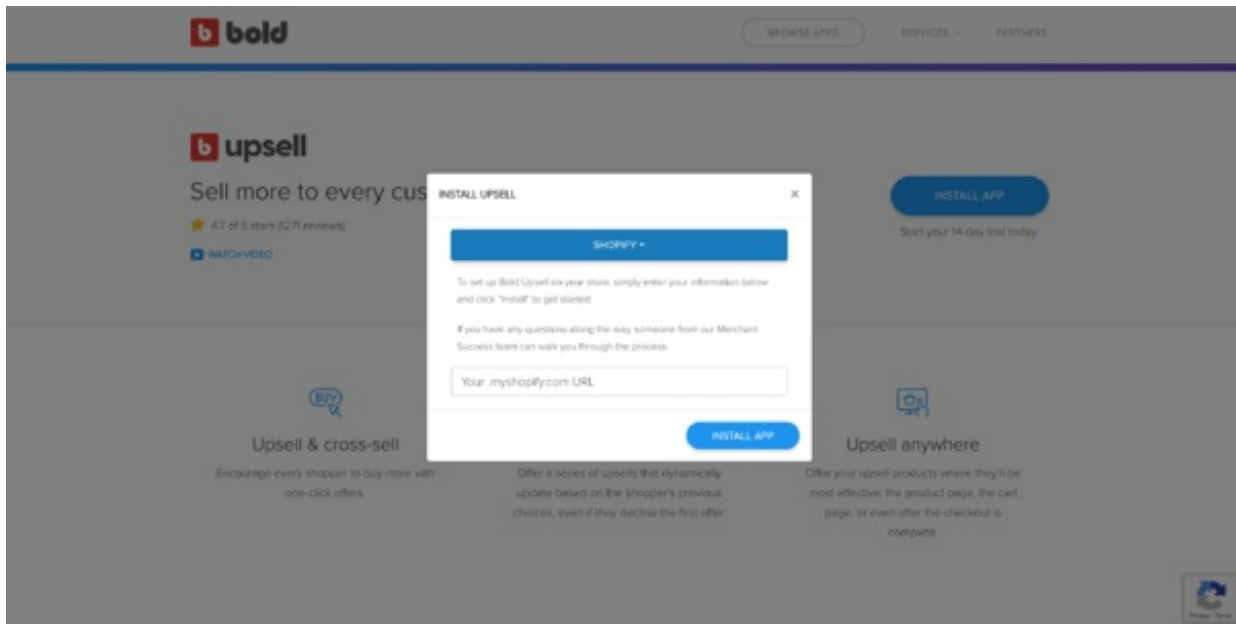 b bold
BROWSE APPS
SERVICES
PARTNERS
b upsell
Sell more to every cus
4.7 of 5 stars (1271 reviews)
WATCH VIDEO
INSTALL APP
Start your 14-day trial today.
INSTALL UPSELL
×
SHOPIFY
To set up Bold Upsell on your store, simply enter your information below
and click "Install" to get started.
If you have any questions along the way, someone from our Merchant
Success team can walk you through the process.
Your .myshopify.com URL
INSTALL APP
BUY
Upsell & cross-sell
Encourage every shopper to buy more with
one-click offers.
Offer a series of upsells that dynamically
update based on the shopper's previous
choices, even if they decline the first offer.
Upsell anywhere
Offer your upsell products where they'll be
most effective; the product page, the cart
page, or even after the checkout is
complete.
Privacy - Terms